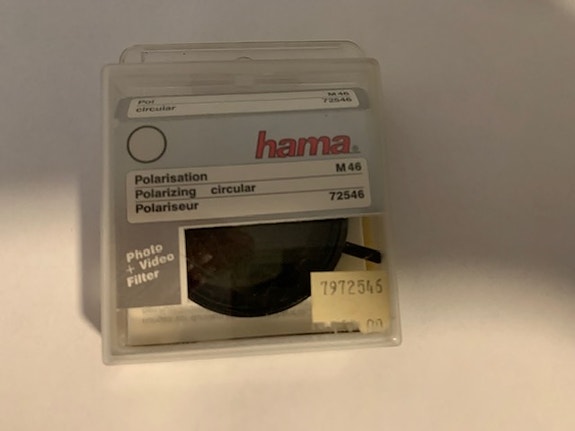 Pol
circular
M 46
72546
hama®
Polarisation M 46
Polarizing circular
Polariseur 72546
Photo
+ Video
Filter
7972546